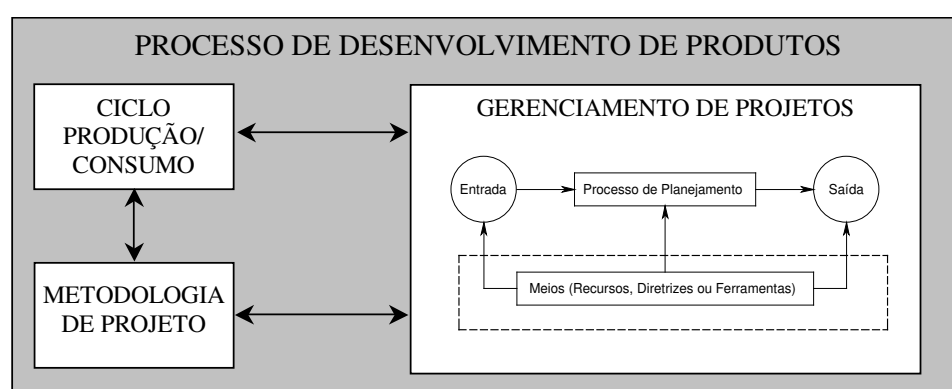 PROCESSO DE DESENVOLVIMENTO DE PRODUTOS
CICLO
PRODUÇÃO/
CONSUMO
GERENCIAMENTO DE PROJETOS
Entrada
Processo de Planejamento
Saída
Meios (Recursos, Diretrizes ou Ferramentas)
METODOLOGIA
DE PROJETO